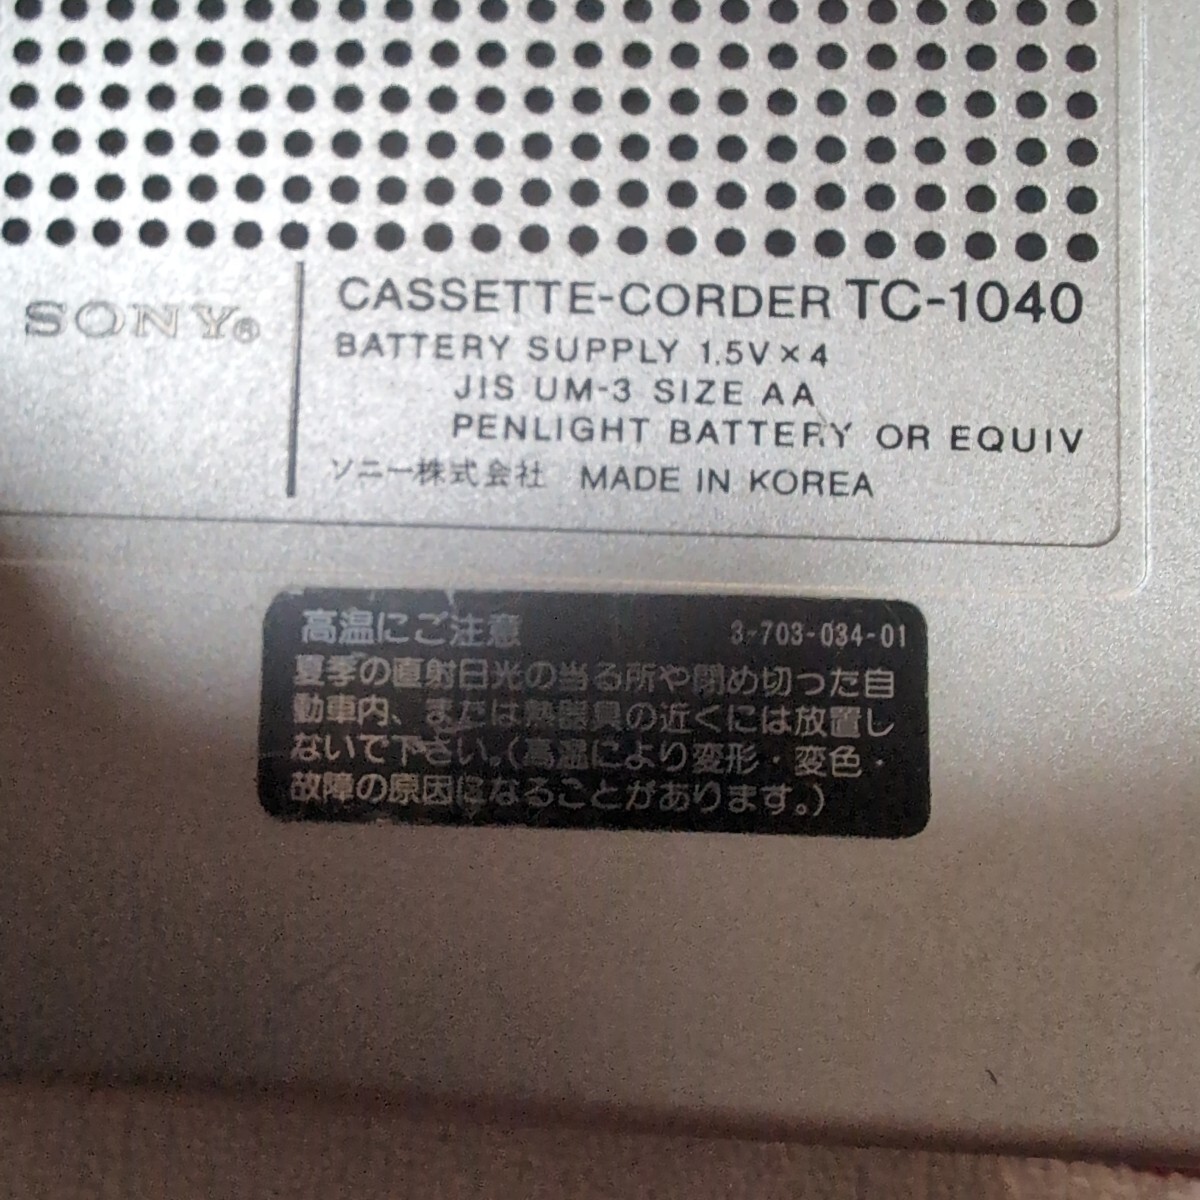 SONY®
CASSETTE-CORDER TC-1040
BATTERY SUPPLY 1.5V×4
JIS UM-3 SIZE AA
PENLIGHT BATTERY OR EQUIV
ソニー株式会社 MADE IN KOREA
高温にご注意 3-703-034-01
夏季の直射日光の当る所や閉め切った自
動車内、または熱器具の近くには放置し
ないで下さい。(高温により変形・変色・
故障の原因になることがあります。)